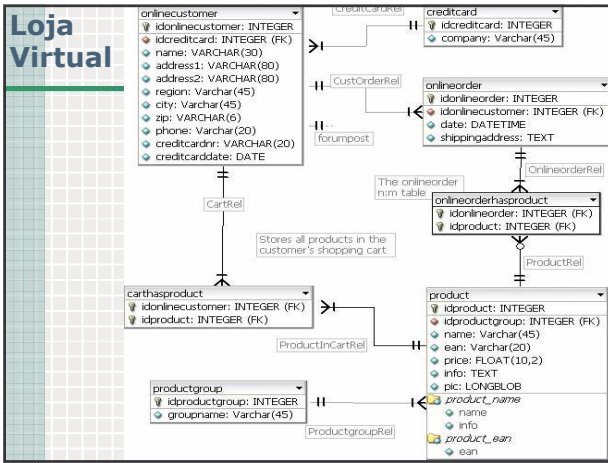 Loja
Virtual
onlinecustomer
idonlinecustomer: INTEGER
idcreditcard: INTEGER (FK)
name: VARCHAR(30)
address1: VARCHAR(80)
address2: VARCHAR(80)
region: Varchar(45)
city: Varchar(45)
zip: VARCHAR(6)
phone: Varchar(20)
creditcardnr: VARCHAR(20)
creditcarddate: DATE
CreditCardRel
creditcard
idcreditcard: INTEGER
company: Varchar(45)
CustOrderRel
forumpost
onlineorder
idonlineorder: INTEGER
idonlinecustomer: INTEGER (FK)
date: DATETIME
shippingaddress: TEXT
OnlineorderRel
The onlineorder
n:m table
onlineorderhasproduct
idonlineorder: INTEGER (FK)
idproduct: INTEGER (FK)
CartRel
Stores all products in the
customer's shopping cart
ProductRel
carthasproduct
idonlinecustomer: INTEGER (FK)
idproduct: INTEGER (FK)
ProductInCartRel
product
idproduct: INTEGER
idproductgroup: INTEGER (FK)
name: Varchar(45)
ean: Varchar(20)
price: FLOAT(10,2)
info: TEXT
pic: LONGBLOB
product_name
name
info
product_ean
ean
productgroup
idproductgroup: INTEGER
groupname: Varchar(45)
ProductgroupRel